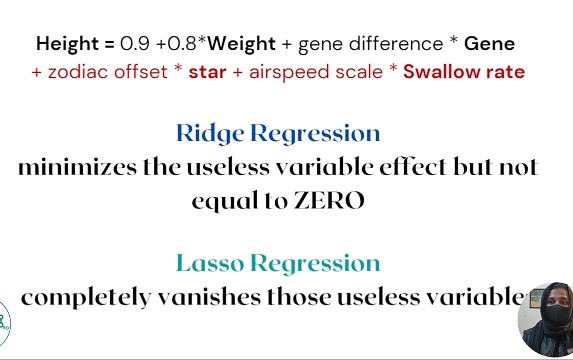 Height = 0.9 +0.8*Weight + gene difference * Gene
+ zodiac offset * star + airspeed scale * Swallow rate
Ridge Regression
minimizes the useless variable effect but not
equal to ZERO
Lasso Regression
completely vanishes those useless variable